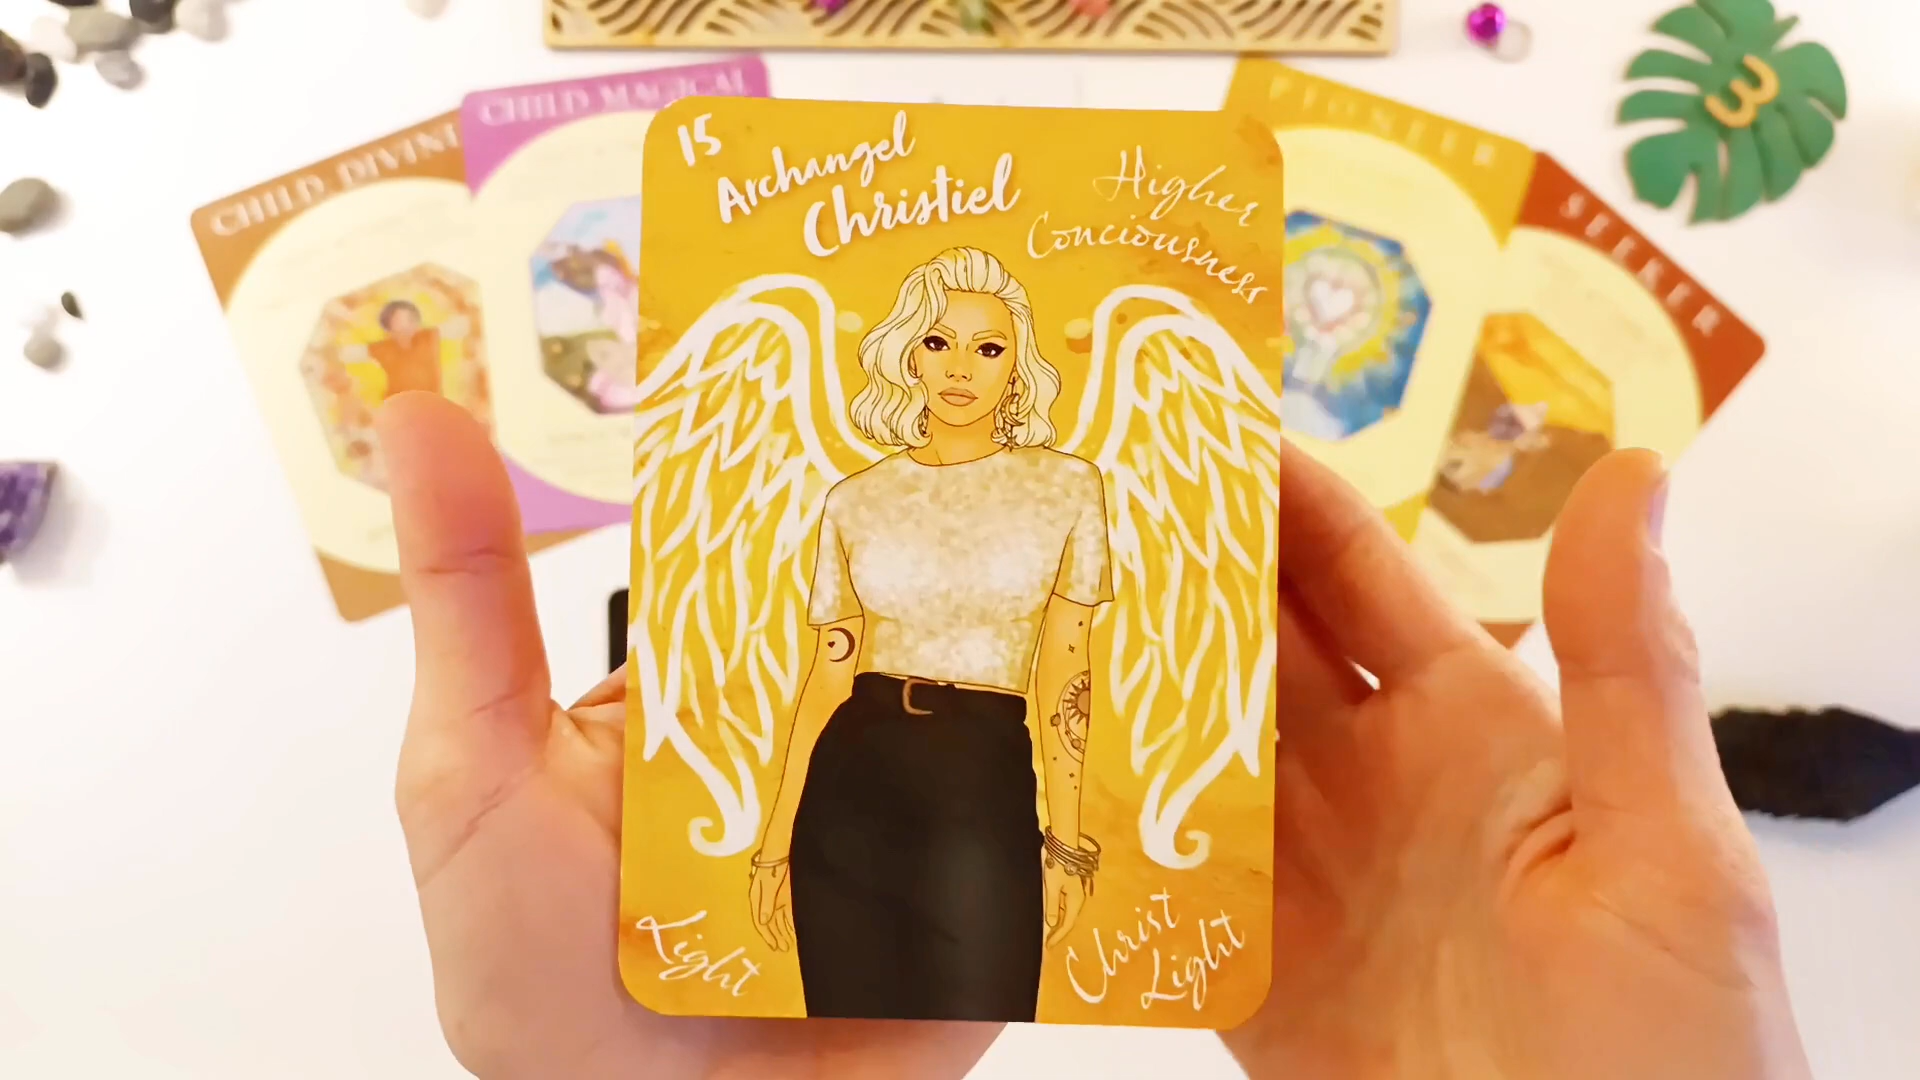 CHILD DIVINE
CHILD MAGICAL
15
Archangel
Christiel
Higher
Conciousness
PIONEER
SEEKER
3
Light
Christ
Light